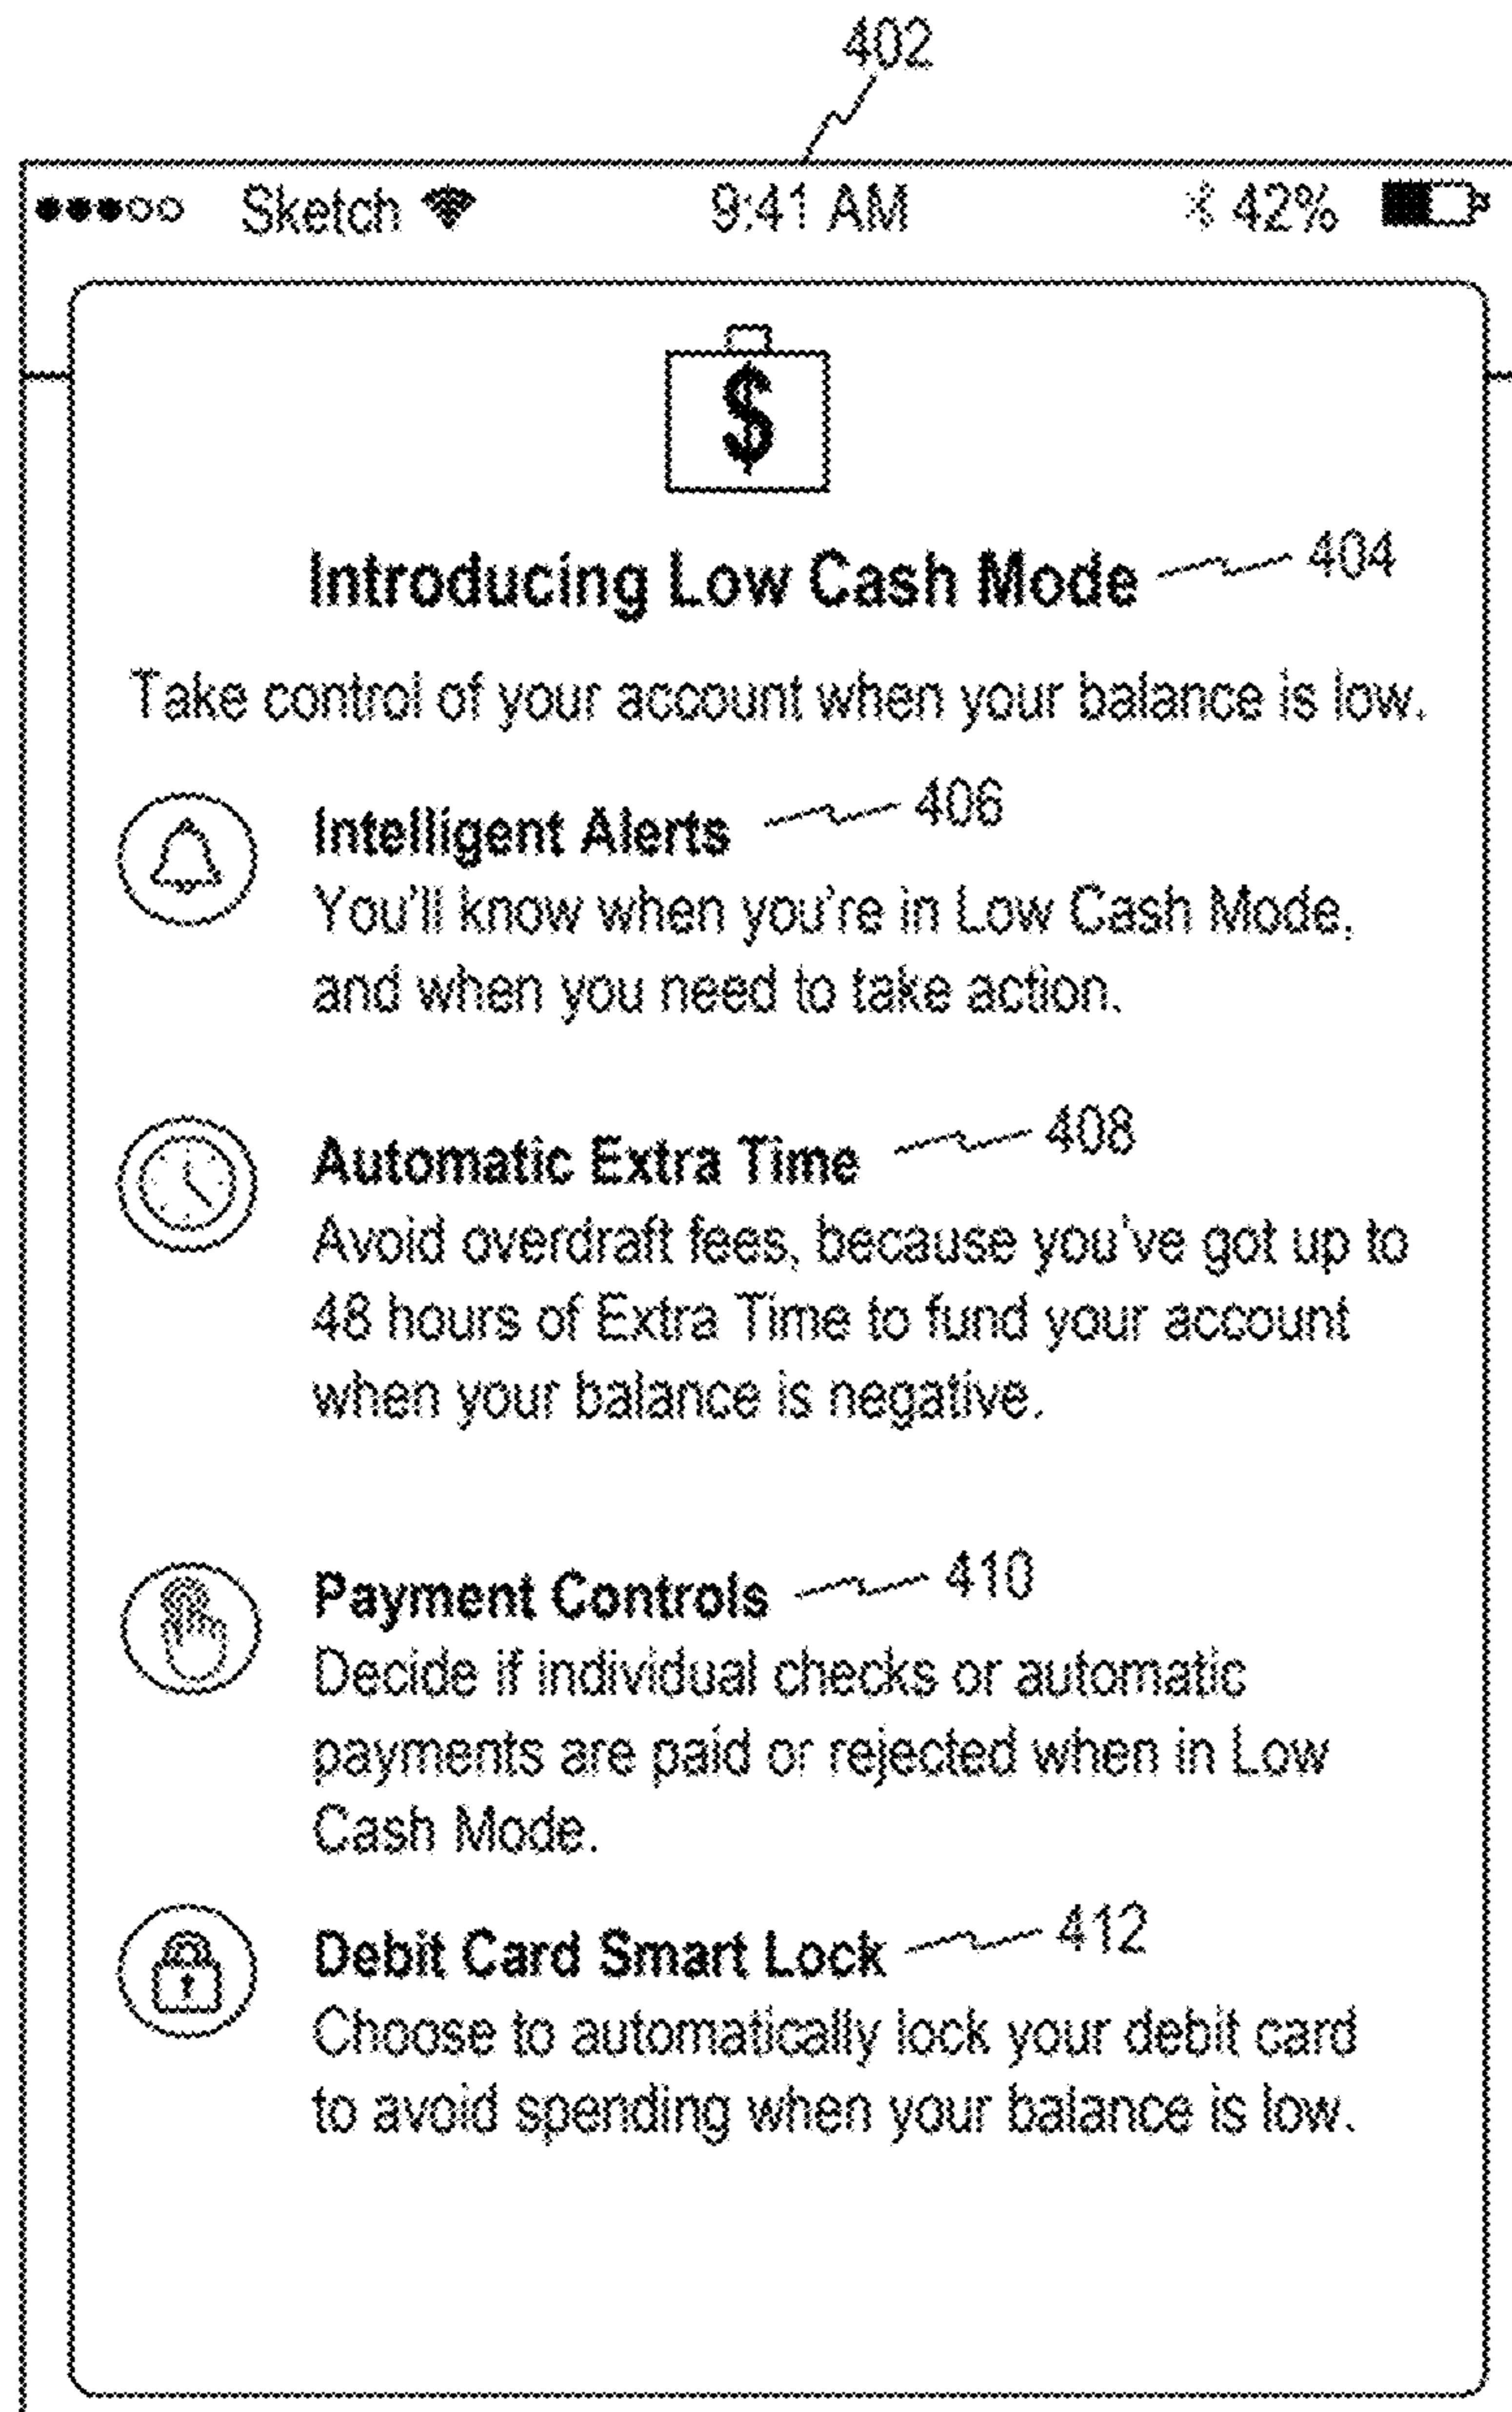 402
Sketch 9:41 AM 42%
$
Introducing Low Cash Mode 404
Take control of your account when your balance is low.
Intelligent Alerts 406
You'll know when you're in Low Cash Mode,
and when you need to take action.
Automatic Extra Time 408
Avoid overdraft fees, because you've got up to
48 hours of Extra Time to fund your account
when your balance is negative.
Payment Controls 410
Decide if individual checks or automatic
payments are paid or rejected when in Low
Cash Mode.
Debit Card Smart Lock 412
Choose to automatically lock your debit card
to avoid spending when your balance is low.